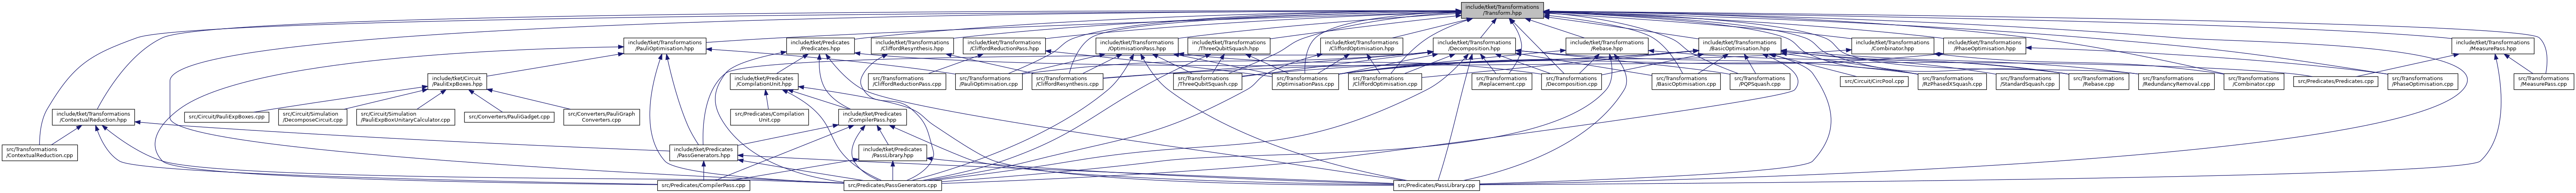 include/tket/Transformations
/Transform.hpp
include/tket/Transformations
/PauliOptimisation.hpp
include/tket/Predicates
/Predicates.hpp
include/tket/Transformations
/CliffordResynthesis.hpp
include/tket/Transformations
/CliffordReductionPass.hpp
include/tket/Transformations
/OptimisationPass.hpp
include/tket/Transformations
/ThreeQubitSquash.hpp
include/tket/Transformations
/CliffordOptimisation.hpp
include/tket/Transformations
/Decomposition.hpp
include/tket/Transformations
/Rebase.hpp
include/tket/Transformations
/BasicOptimisation.hpp
include/tket/Transformations
/Combinator.hpp
include/tket/Transformations
/PhaseOptimisation.hpp
include/tket/Transformations
/MeasurePass.hpp
include/tket/Circuit
/PauliExpBoxes.hpp
include/tket/Predicates
/CompilationUnit.hpp
src/Transformations
/CliffordReductionPass.cpp
src/Transformations
/PauliOptimisation.cpp
src/Transformations
/CliffordResynthesis.cpp
src/Transformations
/ThreeQubitSquash.cpp
src/Transformations
/OptimisationPass.cpp
src/Transformations
/CliffordOptimisation.cpp
src/Transformations
/Replacement.cpp
src/Transformations
/Decomposition.cpp
src/Transformations
/BasicOptimisation.cpp
src/Transformations
/PQPSquash.cpp
src/Circuit/CircPool.cpp
src/Transformations
/RzPhasedXSquash.cpp
src/Transformations
/StandardSquash.cpp
src/Transformations
/Rebase.cpp
src/Transformations
/RedundancyRemoval.cpp
src/Transformations
/Combinator.cpp
src/Predicates/Predicates.cpp
src/Transformations
/PhaseOptimisation.cpp
src/Transformations
/MeasurePass.cpp
include/tket/Transformations
/ContextualReduction.hpp
src/Circuit/PauliExpBoxes.cpp
src/Circuit/Simulation
/DecomposeCircuit.cpp
src/Circuit/Simulation
/PauliExpBoxUnitaryCalculator.cpp
src/Converters/PauliGadget.cpp
src/Converters/PauliGraph
Converters.cpp
src/Predicates/Compilation
Unit.cpp
include/tket/Predicates
/CompilerPass.hpp
src/Transformations
/ContextualReduction.cpp
include/tket/Predicates
/PassGenerators.hpp
include/tket/Predicates
/PassLibrary.hpp
src/Predicates/CompilerPass.cpp
src/Predicates/PassGenerators.cpp
src/Predicates/PassLibrary.cpp